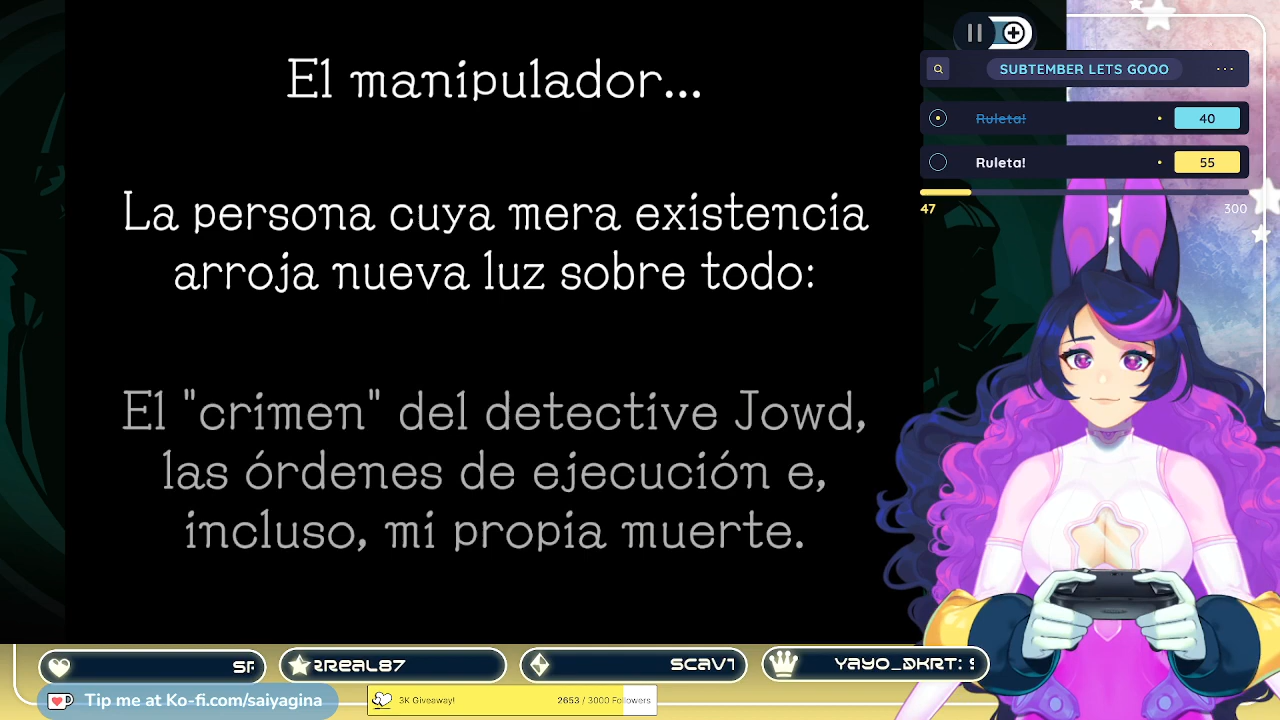 El manipulador...
La persona cuya mera existencia
arroja nueva luz sobre todo:
El "crimen" del detective Jowd,
las órdenes de ejecución e,
incluso, mi propia muerte.
SUBTEMBER LETS GOOO
Ruleta!
40
Ruleta!
55
47
300
RREAL87
SCAV1
YAYO_DKRT: S
Tip me at Ko-fi.com/saiyagina
3K Giveaway!
2653 / 3000 Followers